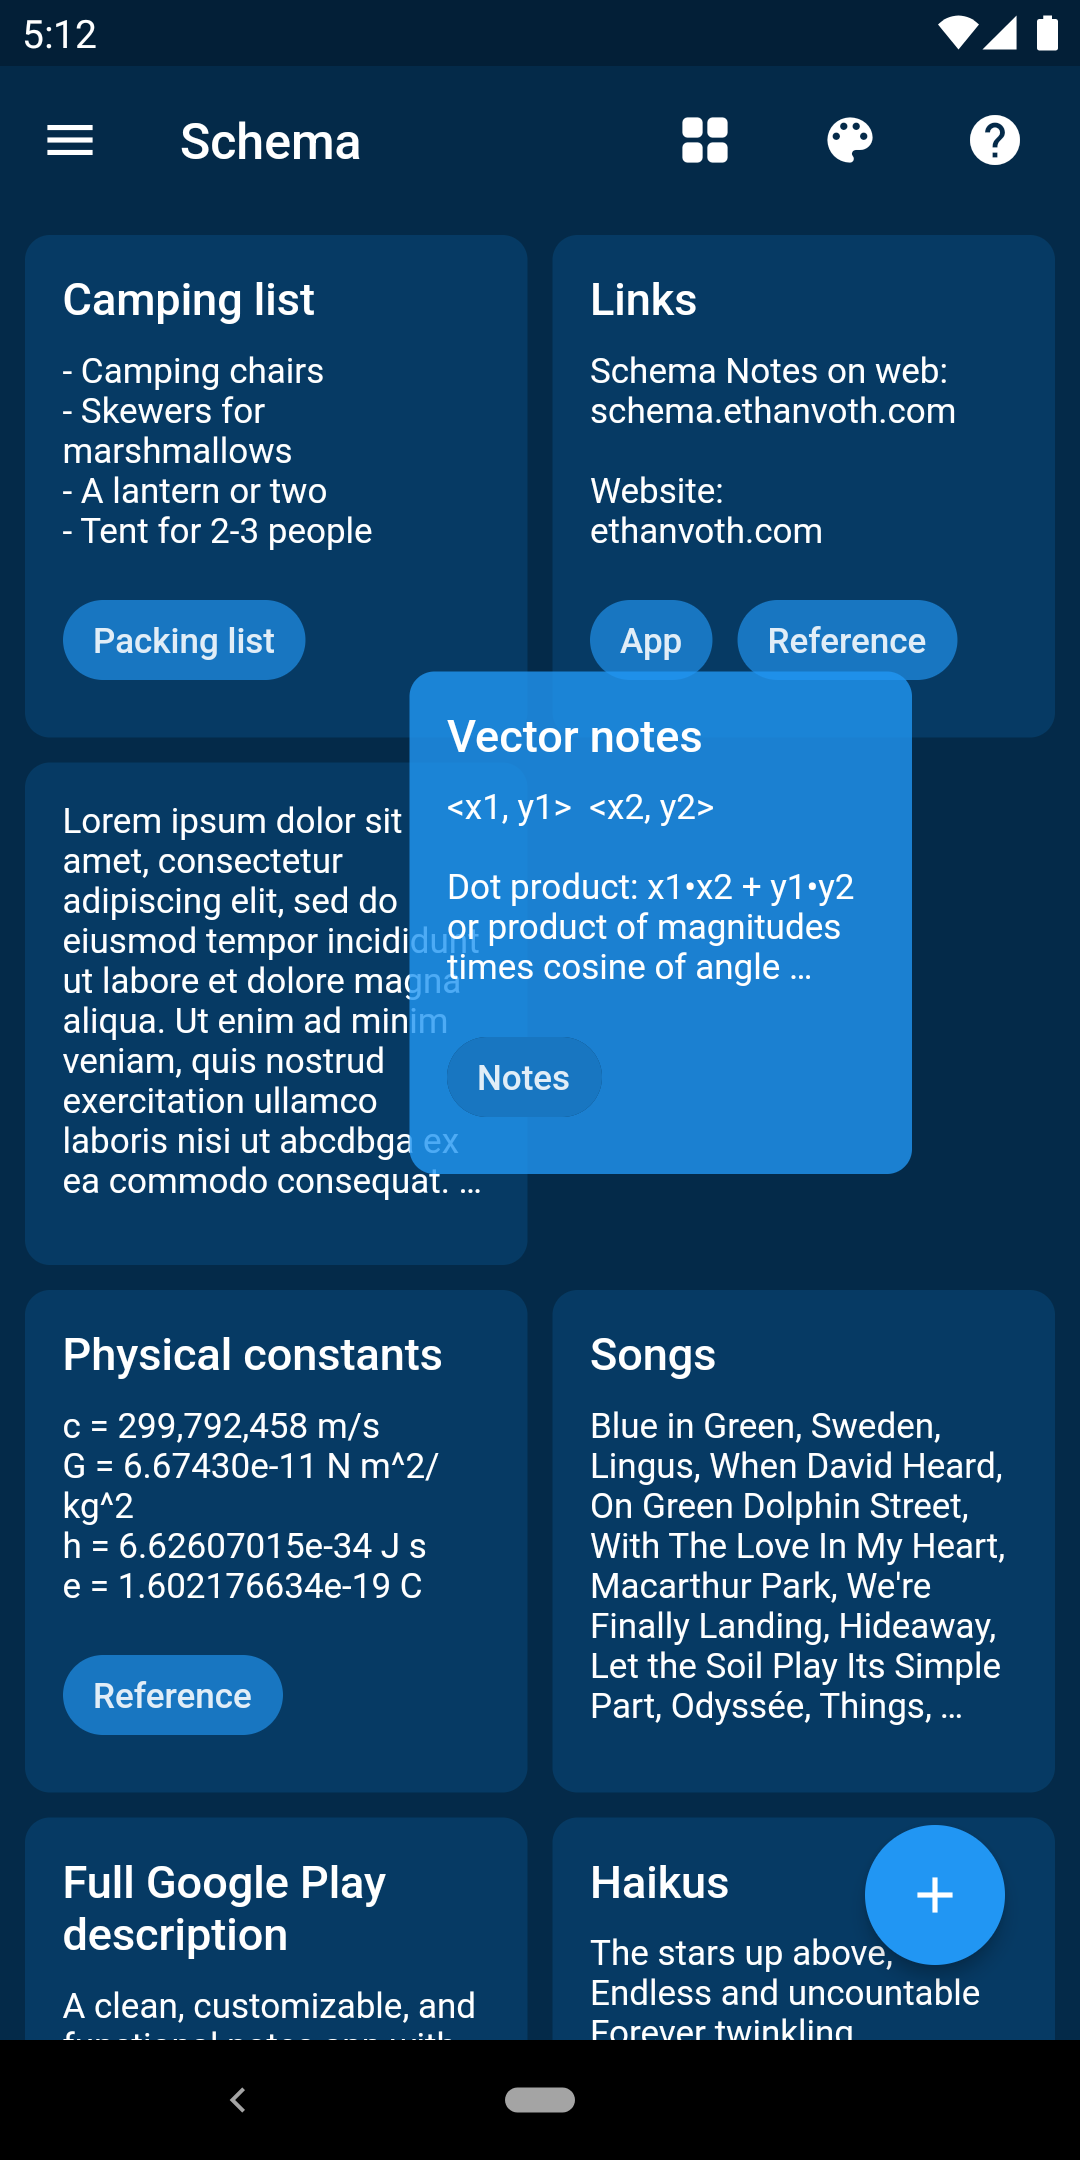 5:12
Schema
Camping list
- Camping chairs
- Skewers for
marshmallows
- A lantern or two
- Tent for 2-3 people
Packing list
Links
Schema Notes on web:
schema.ethanvoth.com
Website:
ethanvoth.com
App
Reference
Lorem ipsum dolor sit
amet, consectetur
adipiscing elit, sed do
eiusmod tempor incididunt
ut labore et dolore magna
aliqua. Ut enim ad minim
veniam, quis nostrud
exercitation ullamco
laboris nisi ut abcdbga ex
ea commodo consequat. …
Vector notes
<x1, y1>  <x2, y2>
Dot product: x1•x2 + y1•y2
or product of magnitudes
times cosine of angle …
Notes
Physical constants
c = 299,792,458 m/s
G = 6.67430e-11 N m^2/
kg^2
h = 6.62607015e-34 J s
e = 1.602176634e-19 C
Reference
Songs
Blue in Green, Sweden,
Lingus, When David Heard,
On Green Dolphin Street,
With The Love In My Heart,
Macarthur Park, We're
Finally Landing, Hideaway,
Let the Soil Play Its Simple
Part, Odyssée, Things, …
Full Google Play
description
A clean, customizable, and
functional notes app with
Haikus
The stars up above,
Endless and uncountable
Forever twinkling